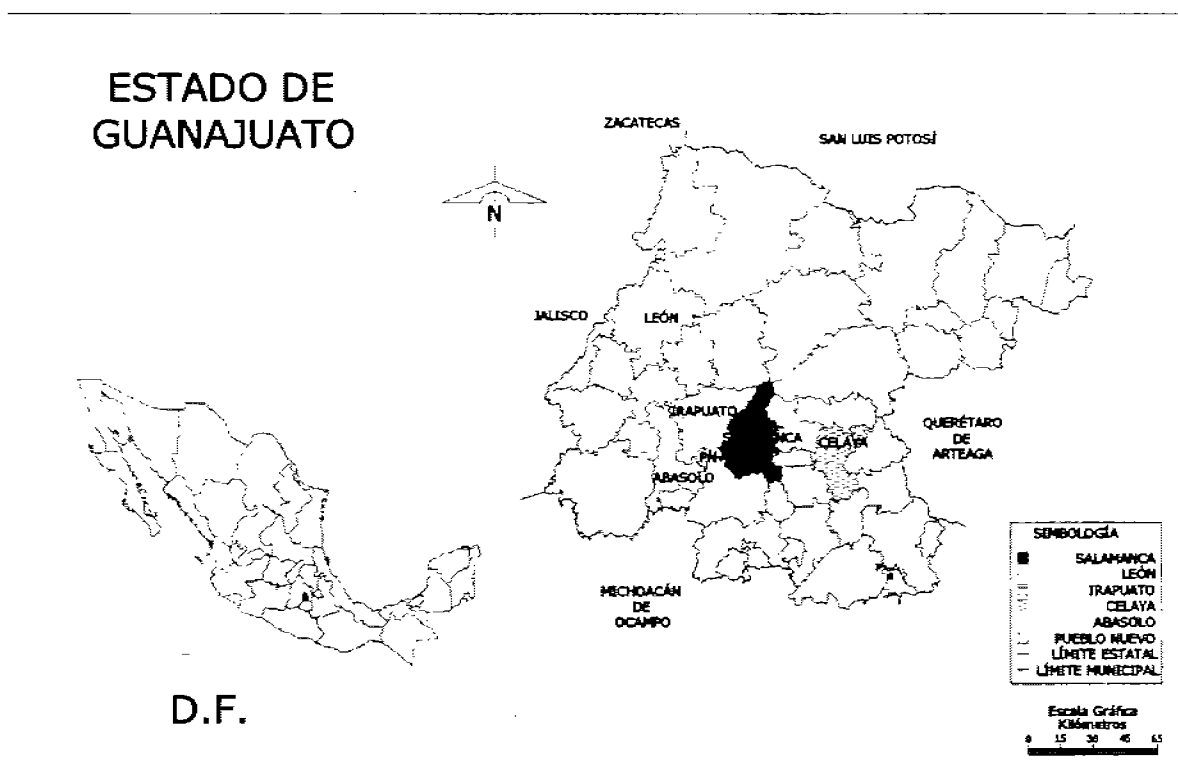 ESTADO DE
GUANAJUATO
ZACATECAS
SAN LUIS POTOSÍ
N
JALISCO
LEÓN
IRAPUATO
CELAYA
QUERÉTARO
DE
ARTEAGA
ABASOLO
MICHOACÁN
DE
OCAMPO
SIMBOLOGÍA
SALAMANCA
LEÓN
IRAPUATO
CELAYA
ABASOLO
PUEBLO NUEVO
LÍMITE ESTATAL
LÍMITE MUNICIPAL
D.F.
Escala Gráfica
Kilómetros
0 15 30 45 65